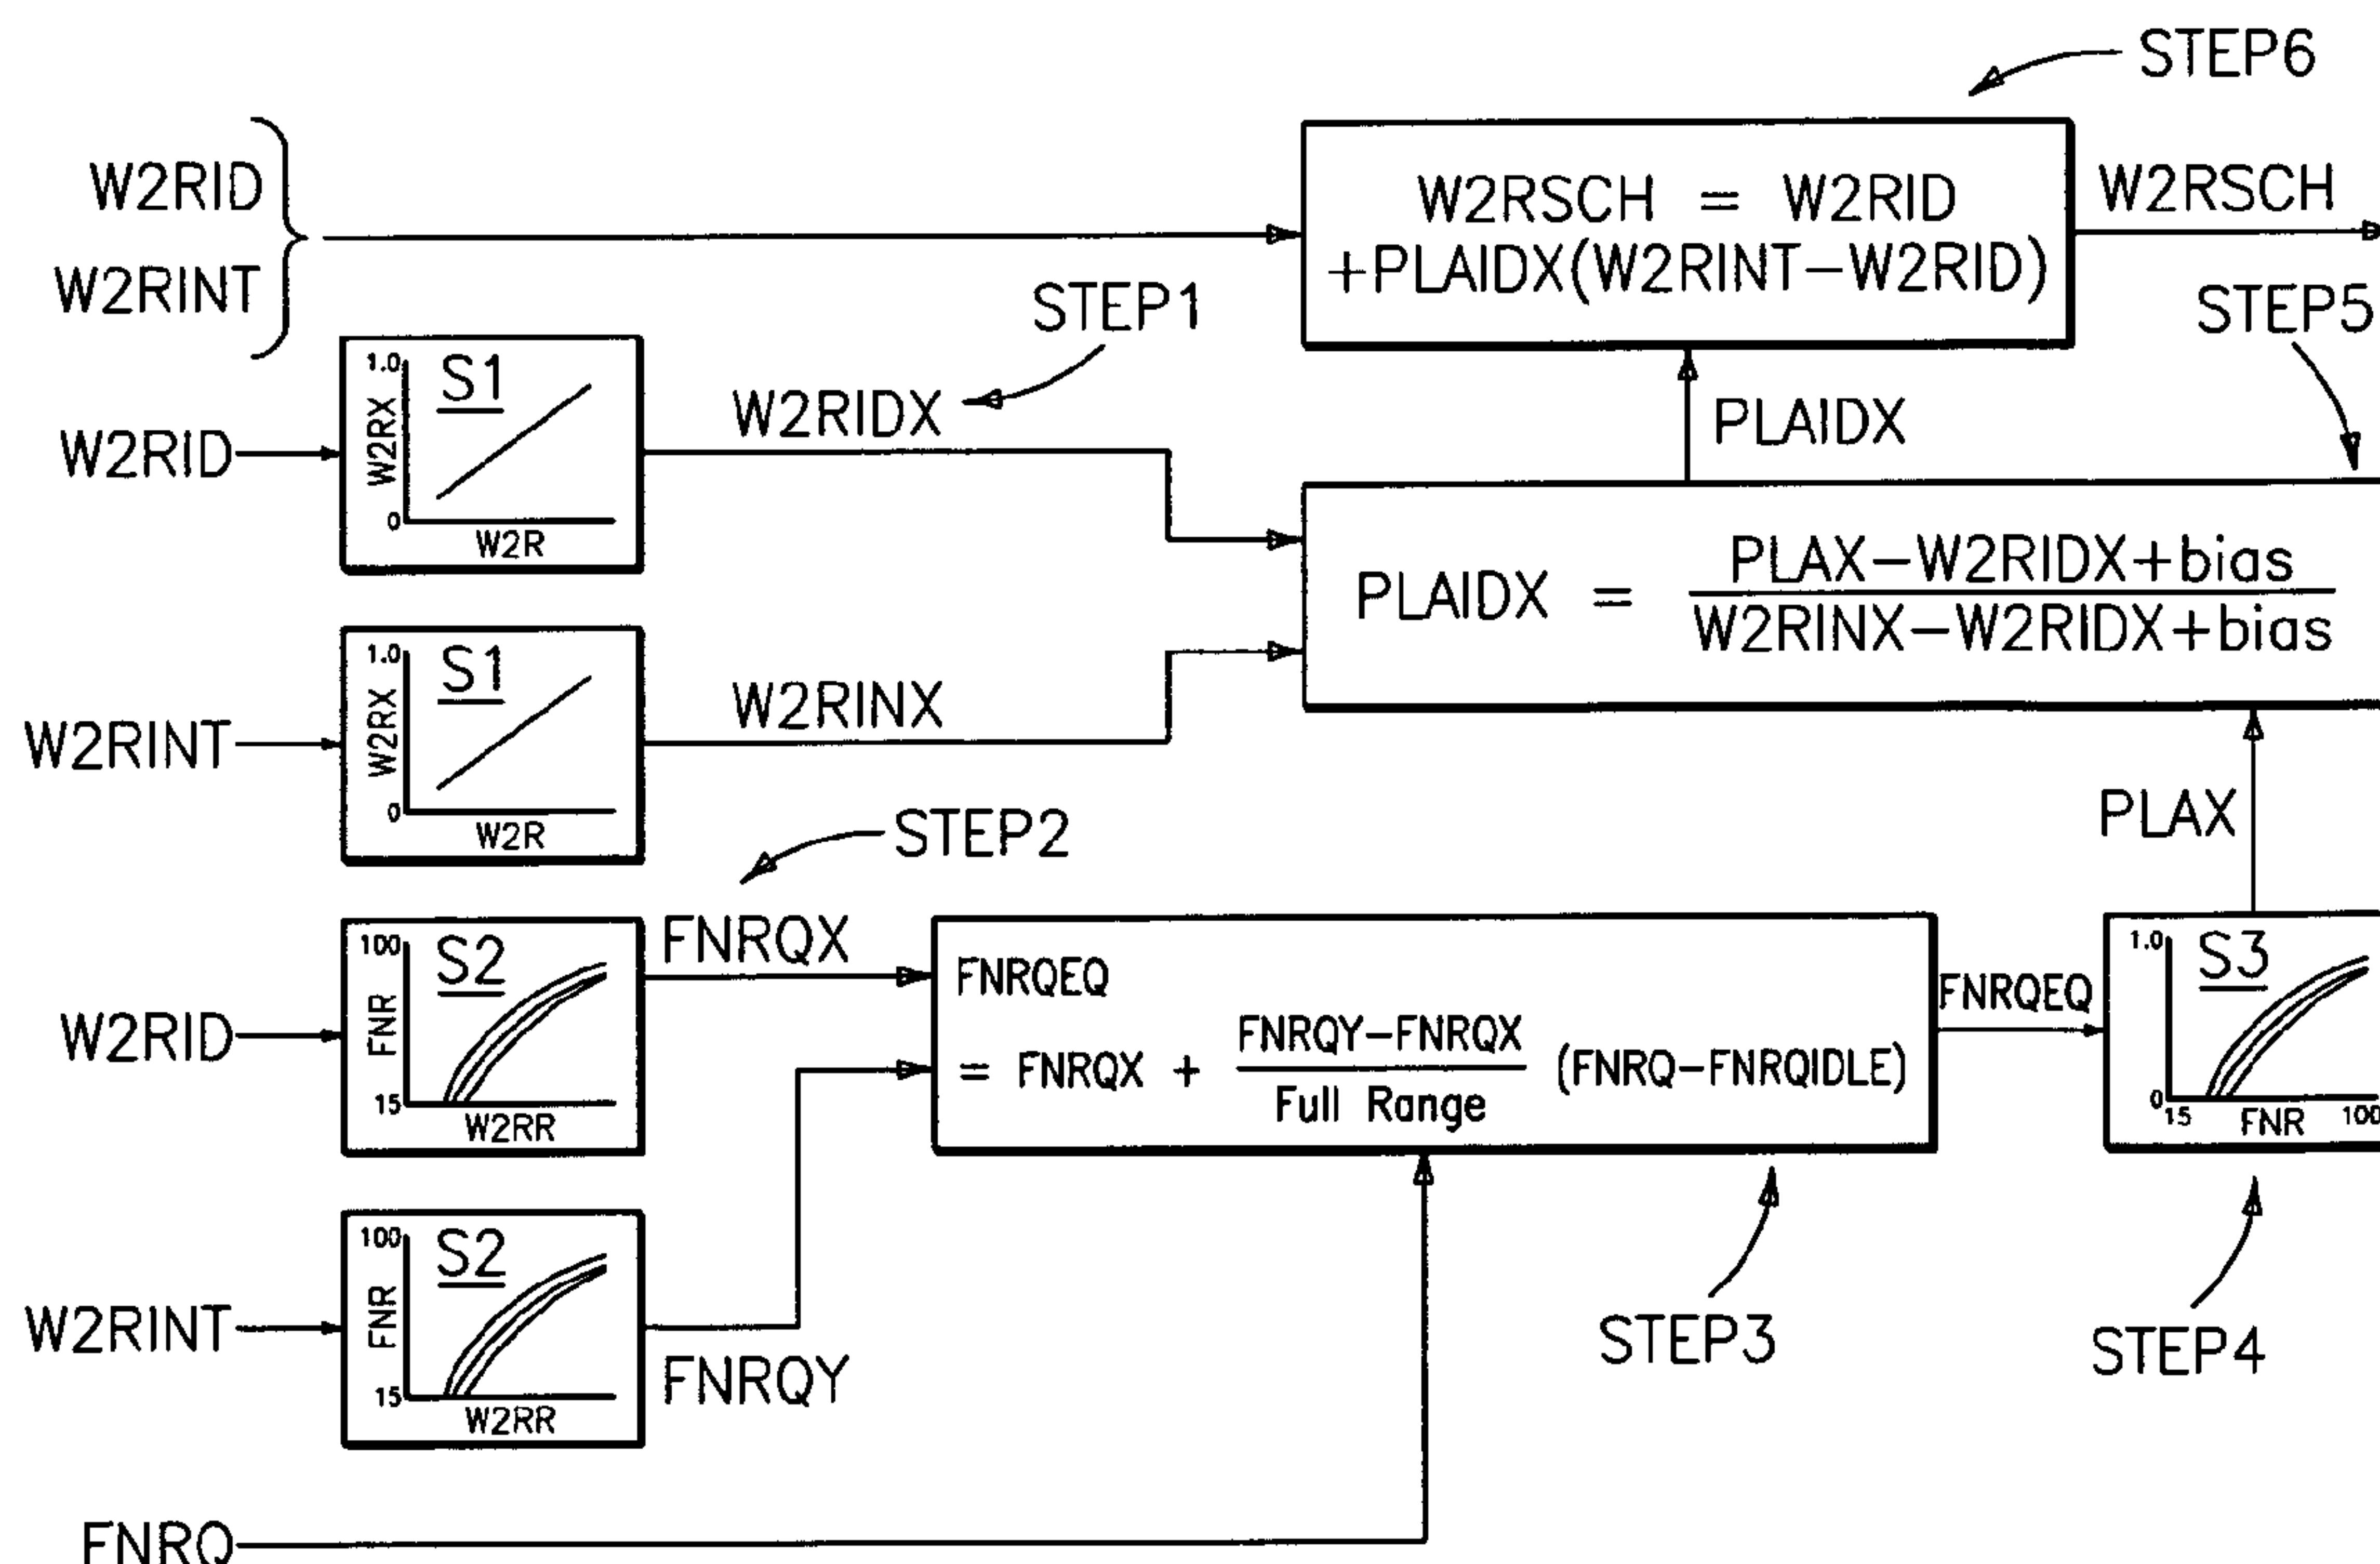 STEP6
W2RID
W2RINT
W2RSCH = W2RID
+PLAIDX(W2RINT−W2RID)
W2RSCH
STEP1
STEP5
W2RID
1.0
S1
W2RX
0
W2R
W2RIDX
PLAIDX
PLAIDX = PLAX−W2RIDX+bias
W2RINX−W2RIDX+bias
W2RINT
1.0
S1
W2RX
0
W2R
W2RINX
PLAX
STEP2
W2RID
100
S2
FNR
15
W2RR
FNRQX
FNRQEQ
= FNRQX + FNRQY−FNRQX (FNRQ−FNRQIDLE)
Full Range
FNRQEQ
1.0
S3
0
15
FNR
100
W2RINT
100
S2
FNR
15
W2RR
FNRQY
STEP3
STEP4
FNRQ